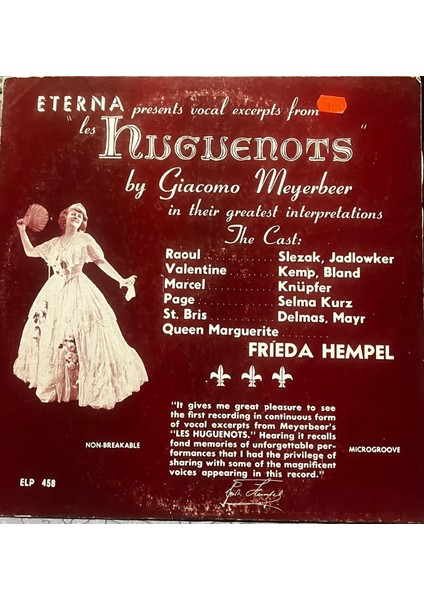 ETERNA presents vocal excerpts from
"les HUGUENOTS"
by Giacomo Meyerbeer
in their greatest interpretations
The Cast:
Raoul . . . . . . . . . . Slezak, Jadlowker
Valentine . . . . . . . . Kemp, Bland
Marcel . . . . . . . . . Knüpfer
Page . . . . . . . . . . Selma Kurz
St. Bris . . . . . . . . . Delmas, Mayr
Queen Marguerite . . . . . . . . . .
FRÍEDA HEMPEL
"It gives me great pleasure to see
the first recording in continuous form
of vocal excerpts from Meyerbeer's
"LES HUGUENOTS." Hearing it recalls
fond memories of unforgettable per-
formances that I had the privilege of
sharing with some of the magnificent
voices appearing in this record."
NON-BREAKABLE
MICROGROOVE
ELP 458